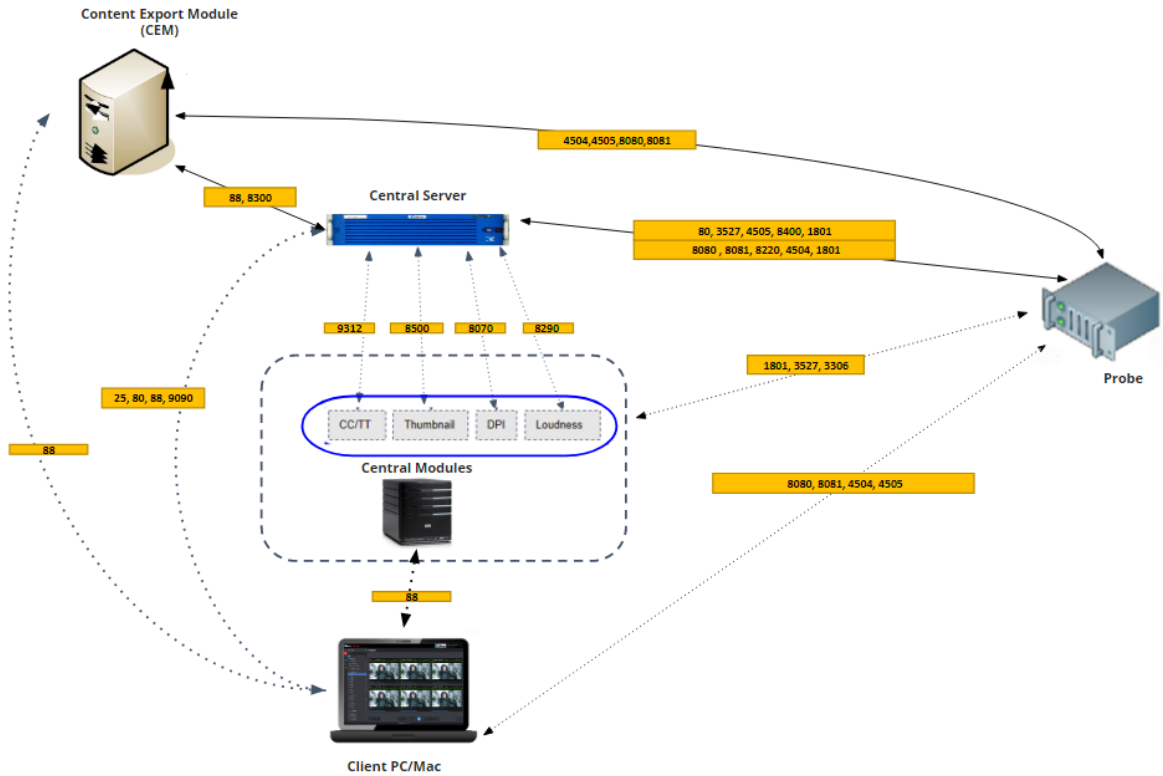 Content Export Module
(CEM)
4504,4505,8080,8081
88, 8300
Central Server
80, 3527, 4505, 8400, 1801
8080 , 8081, 8220, 4504, 1801
9312
8500
8070
8290
1801, 3527, 3306
Probe
25, 80, 88, 9090
CC/TT
Thumbnail
DPI
Loudness
88
Central Modules
8080, 8081, 4504, 4505
88
Client PC/Mac